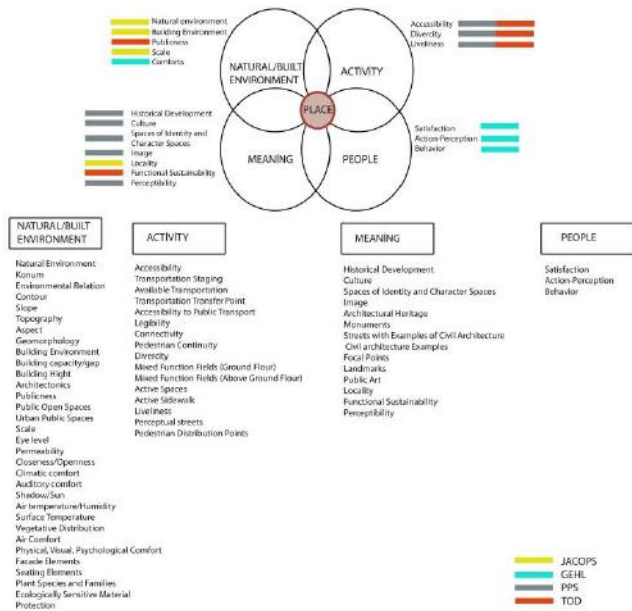 Natural environment
Building Environment
Publicness
Scale
Comforts
Accessibility
Divercity
Liveliness
NATURAL/BUILT
ENVIRONMENT
ACTIVITY
PLACE
MEANING
PEOPLE
Historical Development
Culture
Spaces of Identity and
Character Spaces
Image
Locality
Functional Sustainability
Perceptibility
Satisfaction
Action-Perception
Behavior
NATURAL/BUILT
ENVIRONMENT
Natural Environment
Konum
Environmental Relation
Contour
Slope
Topography
Aspect
Geomorphology
Building Environment
Building capacity/gap
Building Hight
Architectonics
Publicness
Public Open Spaces
Urban Public Spaces
Scale
Eye level
Permeability
Closeness/Openness
Climatic comfort
Auditory comfort
Shadow/Sun
Air temperature/Humidity
Surface Temperature
Vegetative Distribution
Air Comfort
Physical, Visual, Psychological Comfort
Facade Elements
Seating Elements
Plant Species and Families
Ecologically Sensitive Material
Protection
ACTİVİTY
Accessibility
Transportation Staging
Available Transportation
Transportation Transfer Point
Accessibility to Public Transport
Legibility
Connectivity
Pedestrian Continuity
Divercity
Mixed Function Fields (Ground Flour)
Mixed Function Fields (Above Ground Flour)
Active Spaces
Active Sidewalk
Liveliness
Perceptual streets
Pedestrian Distribution Points
MEANİNG
Historical Development
Culture
Spaces of Identity and Character Spaces
Image
Architectural Heritage
Monuments
Streets with Examples of Civil Architecture
Civil architecture Examples
Focal Points
Landmarks
Public Art
Locality
Functional Sustainability
Perceptibility
PEOPLE
Satisfaction
Action-Perception
Behavior
JACOPS
GEHL
PPS
TOD